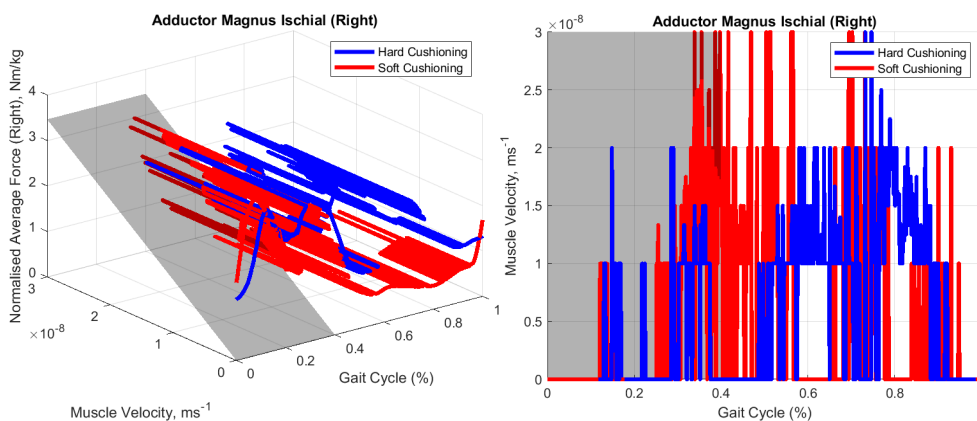 Adductor Magnus Ischial (Right)
Hard Cushioning
Soft Cushioning
Normalised Average Force (Right), Nm/kg
4
3
2
1
0
3
2
1
0
×10⁻⁸
Muscle Velocity, ms⁻¹
0
0.2
0.4
0.6
0.8
1
Gait Cycle (%)
Adductor Magnus Ischial (Right)
×10⁻⁸
Hard Cushioning
Soft Cushioning
Muscle Velocity, ms⁻¹
3
2.5
2
1.5
1
0.5
0
0
0.2
0.4
0.6
0.8
Gait Cycle (%)